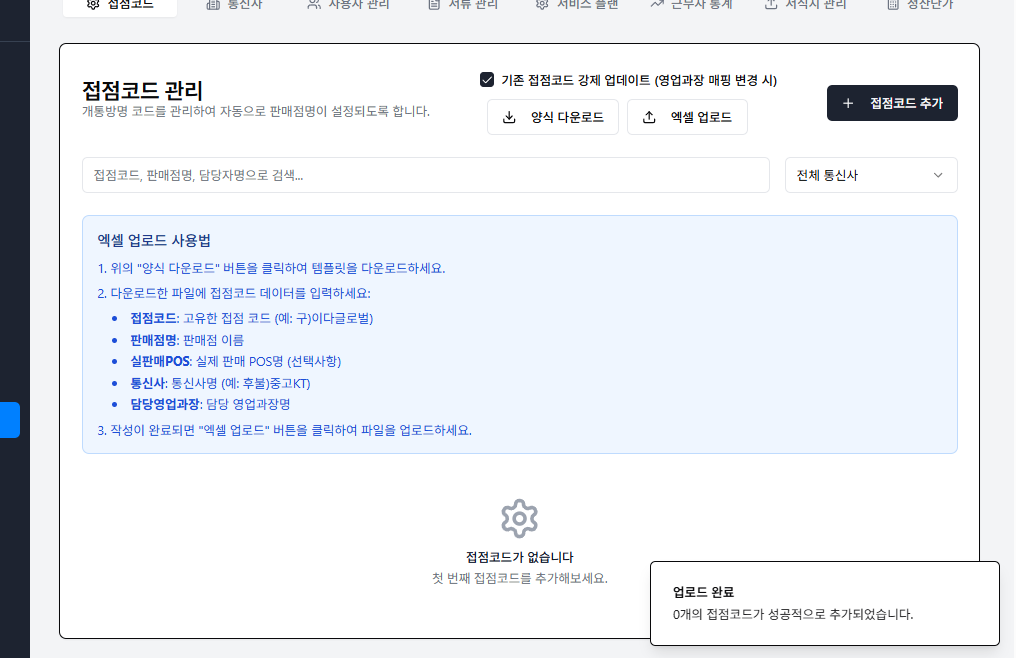 접점코드
통신사
사용자 관리
서류 관리
서비스 플랜
근무자 통계
서식지 관리
정산단가
접점코드 관리
개통방명 코드를 관리하여 자동으로 판매점명이 설정되도록 합니다.
기존 접점코드 강제 업데이트 (영업과장 매핑 변경 시)
양식 다운로드
엑셀 업로드
접점코드 추가
접점코드, 판매점명, 담당자명으로 검색...
전체 통신사
엑셀 업로드 사용법
1. 위의 "양식 다운로드" 버튼을 클릭하여 템플릿을 다운로드하세요.
2. 다운로드한 파일에 접점코드 데이터를 입력하세요:
• 접점코드: 고유한 접점 코드 (예: 구)이다글로벌)
• 판매점명: 판매점 이름
• 실판매POS: 실제 판매 POS명 (선택사항)
• 통신사: 통신사명 (예: 후불)중고KT)
• 담당영업과장: 담당 영업과장명
3. 작성이 완료되면 "엑셀 업로드" 버튼을 클릭하여 파일을 업로드하세요.
접점코드가 없습니다
첫 번째 접점코드를 추가해보세요.
업로드 완료
0개의 접점코드가 성공적으로 추가되었습니다.